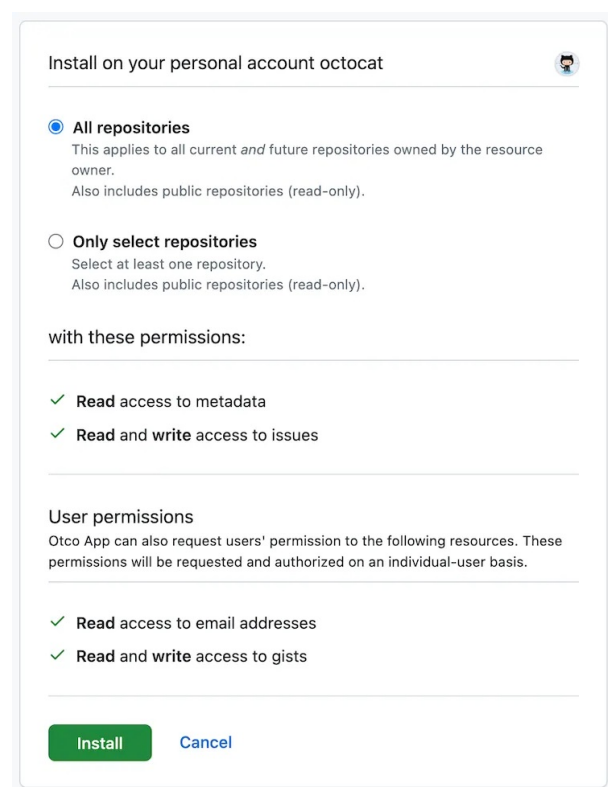 Install on your personal account octocat
All repositories
This applies to all current and future repositories owned by the resource
owner.
Also includes public repositories (read-only).
Only select repositories
Select at least one repository.
Also includes public repositories (read-only).
with these permissions:
Read access to metadata
Read and write access to issues
User permissions
Otco App can also request users' permission to the following resources. These
permissions will be requested and authorized on an individual-user basis.
Read access to email addresses
Read and write access to gists
Install Cancel